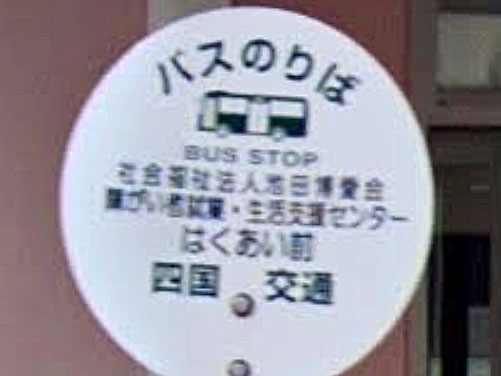 バスのりば
BUS STOP
社会福祉法人池田博愛会
障がい者就業・生活支援センター
はくあい前
四国 交通